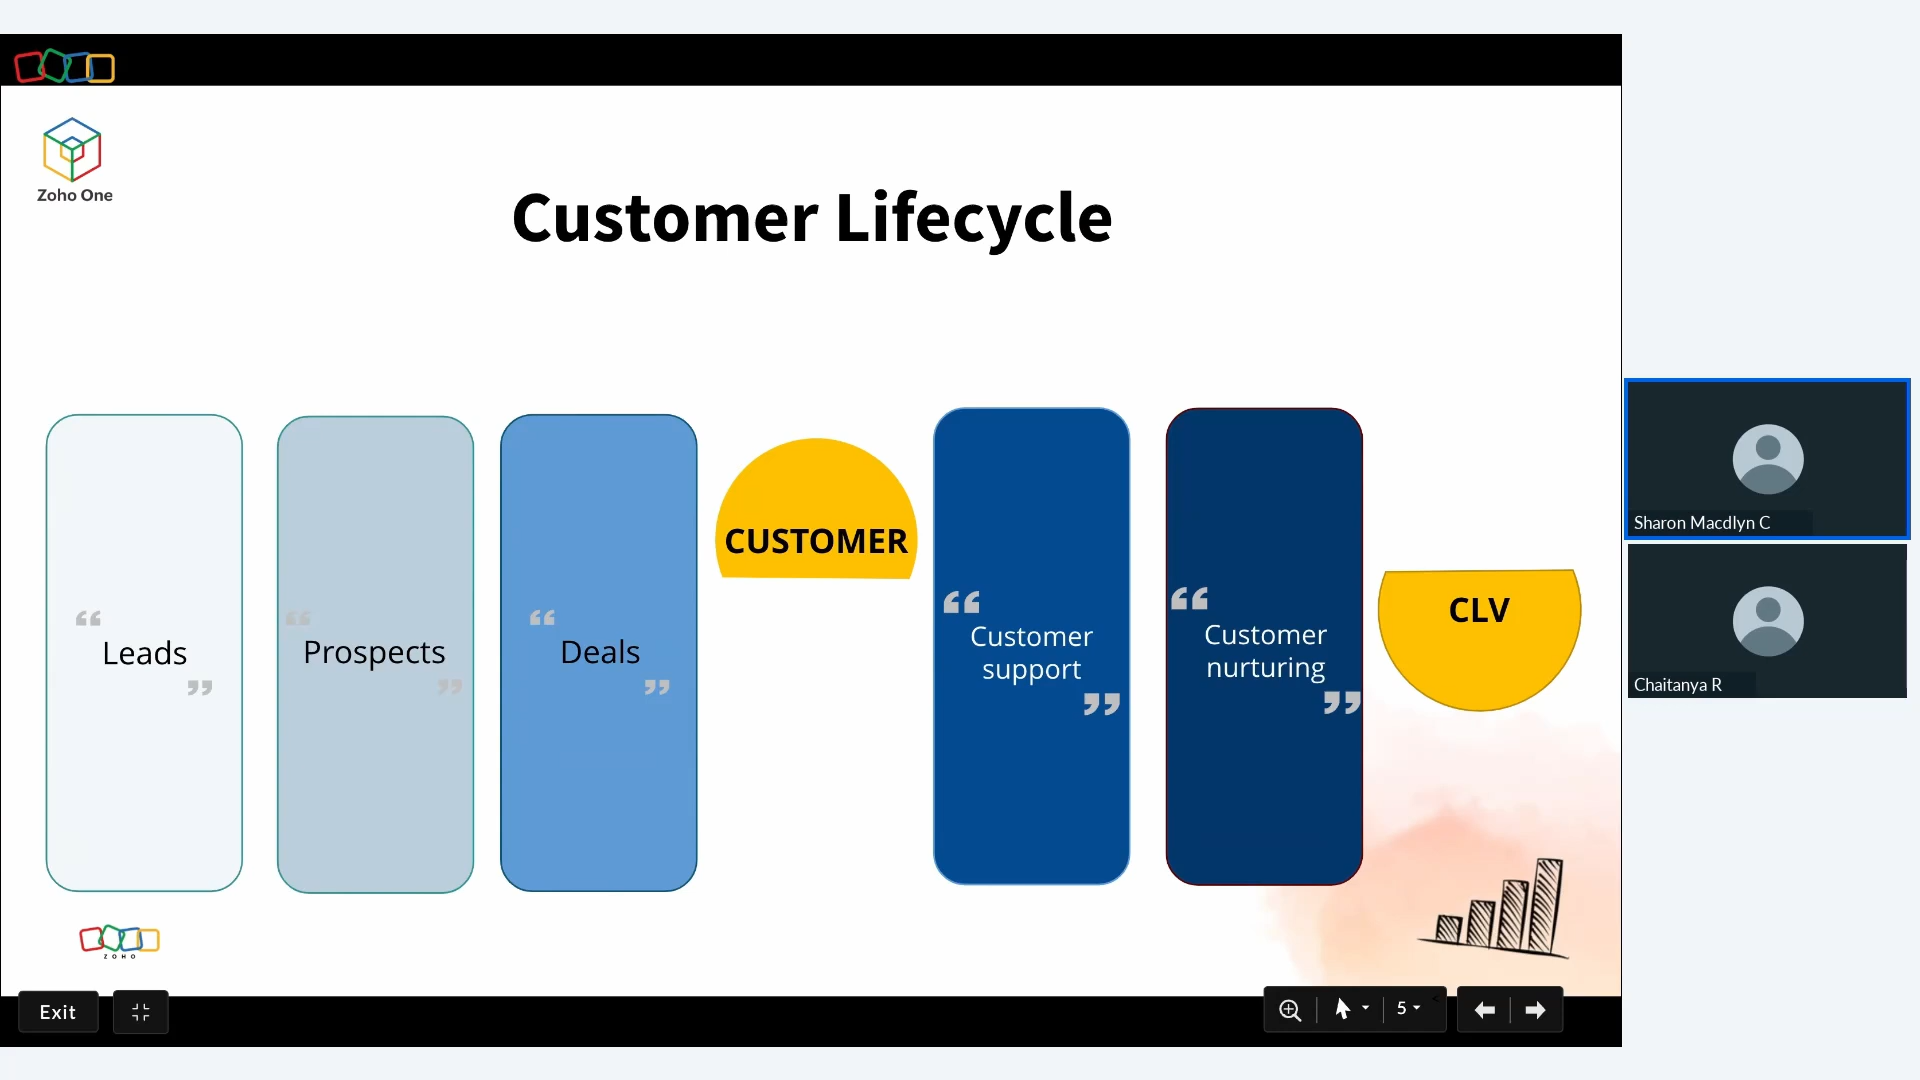 Zoho One
Customer Lifecycle
CUSTOMER
CLV
“
Leads
”
“
Prospects
”
“
Deals
”
“
Customer
support
”
“
Customer
nurturing
”
Sharon Macdlyn C
Chaitanya R
ZOHO
Exit
5